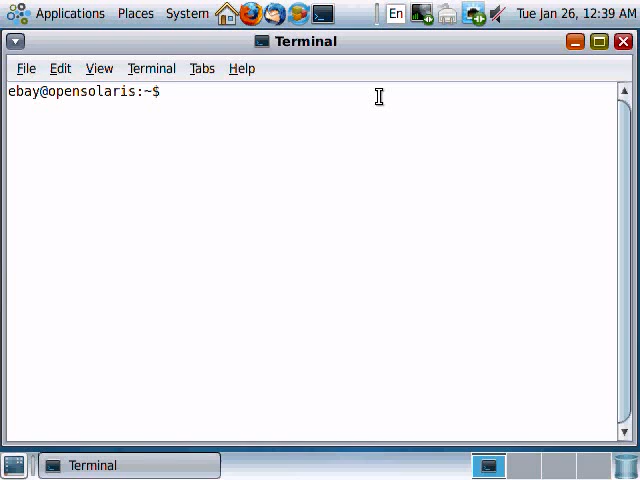 Applications Places System En Tue Jan 26, 12:39 AM
Terminal
File Edit View Terminal Tabs Help
ebay@opensolaris:~$
Terminal